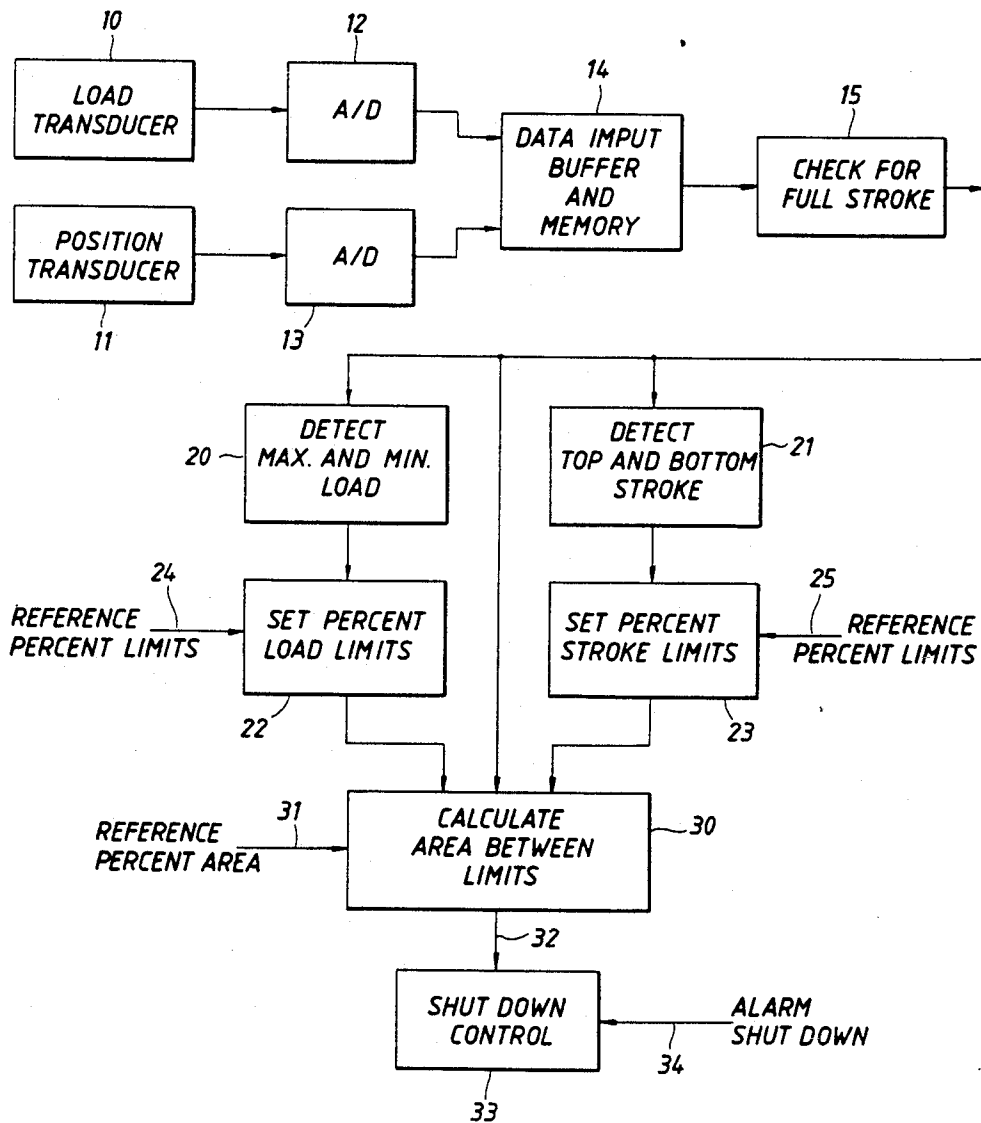 10
LOAD
TRANSDUCER
12
A/D
14
DATA IMPUT
BUFFER
AND
MEMORY
15
CHECK FOR
FULL STROKE
POSITION
TRANSDUCER
11
A/D
13
20
DETECT
MAX. AND MIN.
LOAD
DETECT
TOP AND BOTTOM
STROKE
21
24
REFERENCE
PERCENT LIMITS
SET PERCENT
LOAD LIMITS
22
SET PERCENT
STROKE LIMITS
23
25
REFERENCE
PERCENT LIMITS
31
REFERENCE
PERCENT AREA
CALCULATE
AREA BETWEEN
LIMITS
30
32
SHUT DOWN
CONTROL
33
ALARM
SHUT DOWN
34